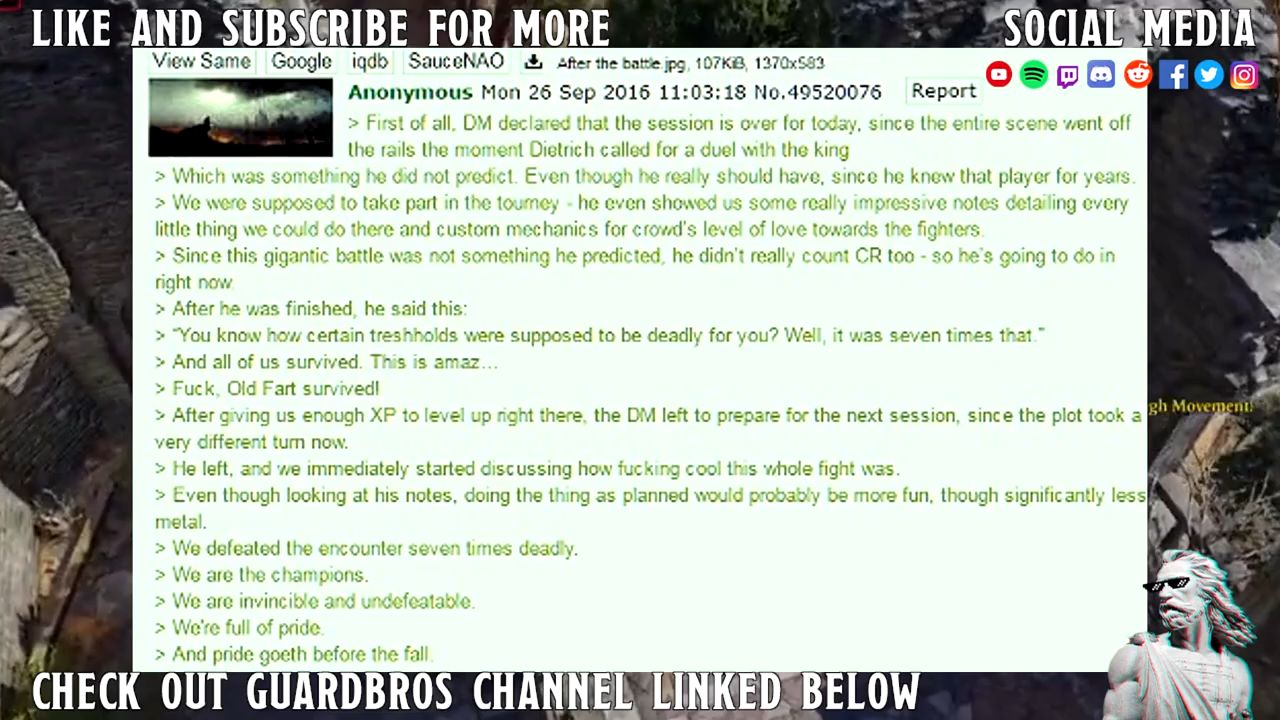 LIKE AND SUBSCRIBE FOR MORE
SOCIAL MEDIA
View Same Google iqdb SauceNAO After the battle.jpg, 107KiB, 1370x583
Anonymous Mon 26 Sep 2016 11:03:18 No.49520076 Report
> First of all, DM declared that the session is over for today, since the entire scene went off
the rails the moment Dietrich called for a duel with the king
> Which was something he did not predict. Even though he really should have, since he knew that player for years.
> We were supposed to take part in the tourney - he even showed us some really impressive notes detailing every
little thing we could do there and custom mechanics for crowd's level of love towards the fighters.
> Since this gigantic battle was not something he predicted, he didn't really count CR too - so he's going to do in
right now.
> After he was finished, he said this:
> "You know how certain treshholds were supposed to be deadly for you? Well, it was seven times that."
> And all of us survived. This is amaz...
> Fuck, Old Fart survived!
> After giving us enough XP to level up right there, the DM left to prepare for the next session, since the plot took a
gh Movement
very different turn now.
> He left, and we immediately started discussing how fucking cool this whole fight was.
> Even though looking at his notes, doing the thing as planned would probably be more fun, though significantly less
metal.
> We defeated the encounter seven times deadly.
> We are the champions.
> We are invincible and undefeatable.
> We're full of pride.
> And pride goeth before the fall.
CHECK OUT GUARDBROS CHANNEL LINKED BELOW